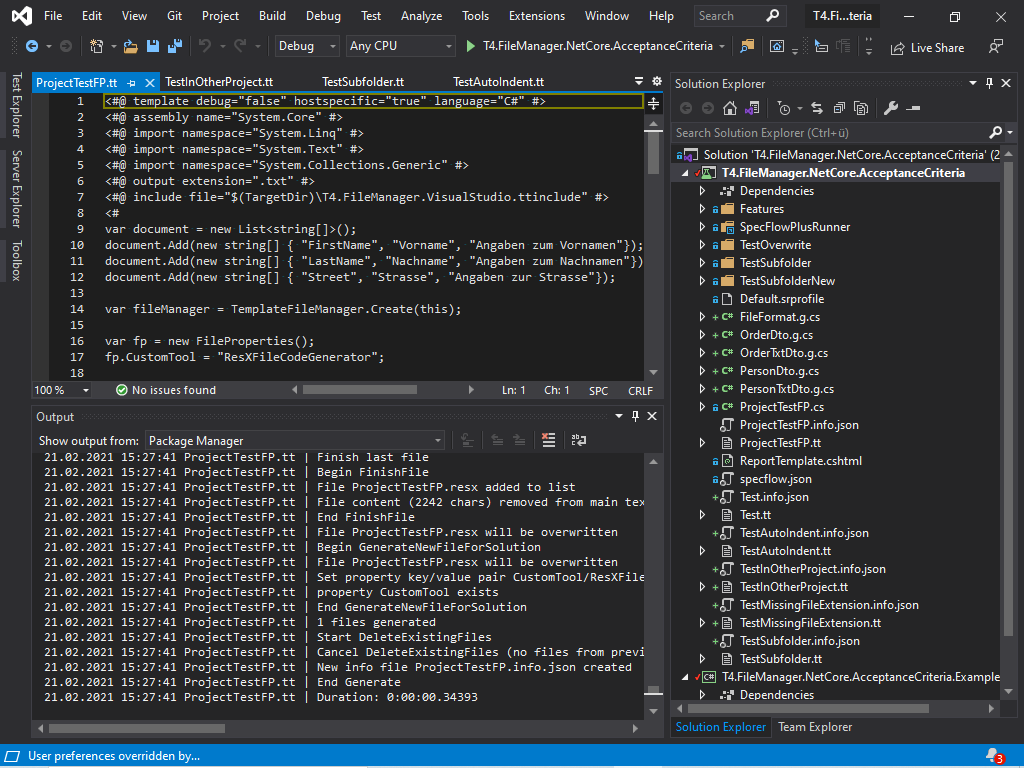 File Edit View Git Project Build Debug Test Analyze Tools Extensions Window Help Search T4.Fi...teria
Debug Any CPU T4.FileManager.NetCore.AcceptanceCriteria Live Share
Test Explorer
Server Explorer
Toolbox
ProjectTestFP.tt TestInOtherProject.tt TestSubfolder.tt TestAutoIndent.tt
1 <#@ template debug="false" hostspecific="true" language="C#" #>
2 <#@ assembly name="System.Core" #>
3 <#@ import namespace="System.Linq" #>
4 <#@ import namespace="System.Text" #>
5 <#@ import namespace="System.Collections.Generic" #>
6 <#@ output extension=".txt" #>
7 <#@ include file="$(TargetDir)\T4.FileManager.VisualStudio.ttinclude" #>
8 <#
9 var document = new List<string[]>();
10 document.Add(new string[] { "FirstName", "Vorname", "Angaben zum Vornamen"});
11 document.Add(new string[] { "LastName", "Nachname", "Angaben zum Nachnamen"})
12 document.Add(new string[] { "Street", "Strasse", "Angaben zur Strasse"});
13
14 var fileManager = TemplateFileManager.Create(this);
15
16 var fp = new FileProperties();
17 fp.CustomTool = "ResXFileCodeGenerator";
18
100 % No issues found Ln: 1 Ch: 1 SPC CRLF
Output
Show output from: Package Manager
21.02.2021 15:27:41 ProjectTestFP.tt | Finish last file
21.02.2021 15:27:41 ProjectTestFP.tt | Begin FinishFile
21.02.2021 15:27:41 ProjectTestFP.tt | File ProjectTestFP.resx added to list
21.02.2021 15:27:41 ProjectTestFP.tt | File content (2242 chars) removed from main tex
21.02.2021 15:27:41 ProjectTestFP.tt | End FinishFile
21.02.2021 15:27:41 ProjectTestFP.tt | File ProjectTestFP.resx will be overwritten
21.02.2021 15:27:41 ProjectTestFP.tt | Begin GenerateNewFileForSolution
21.02.2021 15:27:41 ProjectTestFP.tt | File ProjectTestFP.resx will be overwritten
21.02.2021 15:27:41 ProjectTestFP.tt | Set property key/value pair CustomTool/ResXFile
21.02.2021 15:27:41 ProjectTestFP.tt | property CustomTool exists
21.02.2021 15:27:41 ProjectTestFP.tt | End GenerateNewFileForSolution
21.02.2021 15:27:41 ProjectTestFP.tt | 1 files generated
21.02.2021 15:27:41 ProjectTestFP.tt | Start DeleteExistingFiles
21.02.2021 15:27:41 ProjectTestFP.tt | Cancel DeleteExistingFiles (no files from previ
21.02.2021 15:27:41 ProjectTestFP.tt | New info file ProjectTestFP.info.json created
21.02.2021 15:27:41 ProjectTestFP.tt | End Generate
21.02.2021 15:27:41 ProjectTestFP.tt | Duration: 0:00:00.34393
Solution Explorer
Search Solution Explorer (Ctrl+ü)
Solution 'T4.FileManager.NetCore.AcceptanceCriteria' (2
T4.FileManager.NetCore.AcceptanceCriteria
Dependencies
Features
SpecFlowPlusRunner
TestOverwrite
TestSubfolder
TestSubfolderNew
Default.srprofile
FileFormat.g.cs
OrderDto.g.cs
OrderTxtDto.g.cs
PersonDto.g.cs
PersonTxtDto.g.cs
ProjectTestFP.cs
ProjectTestFP.info.json
ProjectTestFP.tt
ReportTemplate.cshtml
specflow.json
Test.info.json
Test.tt
TestAutoIndent.info.json
TestAutoIndent.tt
TestInOtherProject.info.json
TestInOtherProject.tt
TestMissingFileExtension.info.json
TestMissingFileExtension.tt
TestSubfolder.info.json
TestSubfolder.tt
T4.FileManager.NetCore.AcceptanceCriteria.Example
Dependencies
Solution Explorer Team Explorer
User preferences overridden by... 3